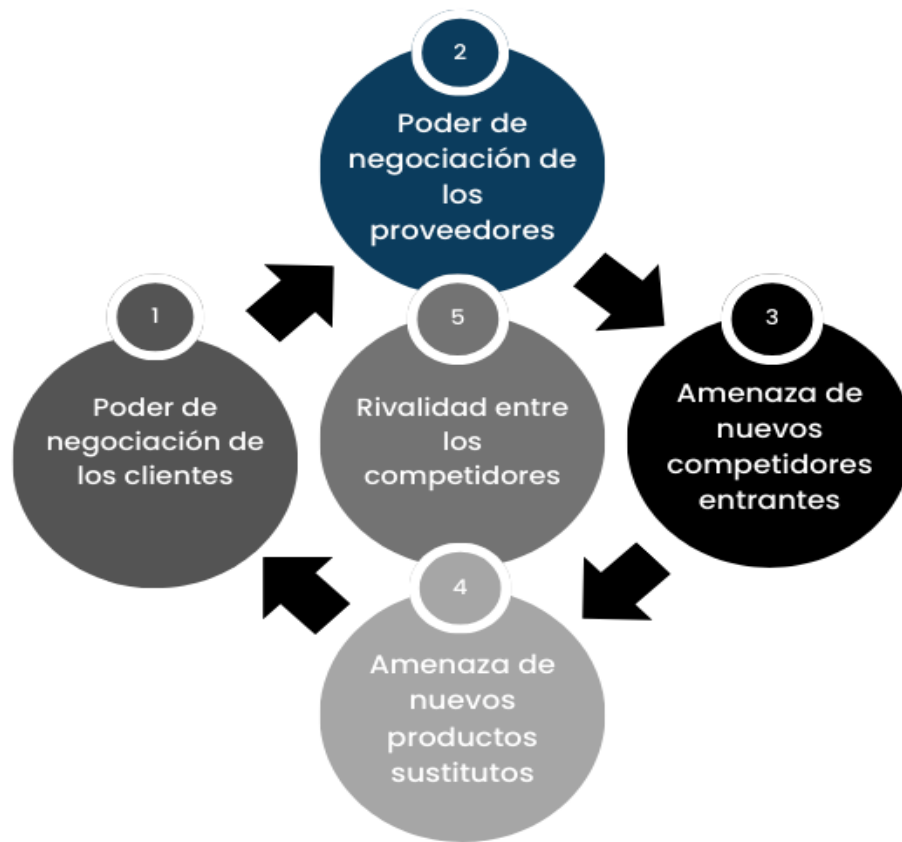 1
Poder de
negociación de
los clientes
2
Poder de
negociación de
los
proveedores
3
Amenaza de
nuevos
competidores
entrantes
4
Amenaza de
nuevos
productos
sustitutos
5
Rivalidad entre
los
competidores